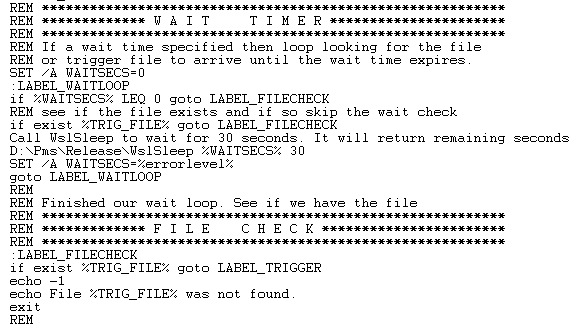 REM *******************************************************
REM ************* W A I T    T I M E R ********************
REM *******************************************************
REM If a wait time specified then loop looking for the file
REM or trigger file to arrive until the wait time expires.
SET /A WAITSECS=0
:LABEL_WAITLOOP
if %WAITSECS% LEQ 0 goto LABEL_FILECHECK
REM see if the file exists and if so skip the wait check
if exist %TRIG_FILE% goto LABEL_FILECHECK
Call WslSleep to wait for 30 seconds. It will return remaining seconds
D:\Pms\Release\WslSleep %WAITSECS% 30
SET /A WAITSECS=%errorlevel%
goto LABEL_WAITLOOP
REM
REM Finished our wait loop. See if we have the file
REM *******************************************************
REM ************* F I L E    C H E C K ********************
REM *******************************************************
:LABEL_FILECHECK
if exist %TRIG_FILE% goto LABEL_TRIGGER
echo -1
echo File %TRIG_FILE% was not found.
exit
REM